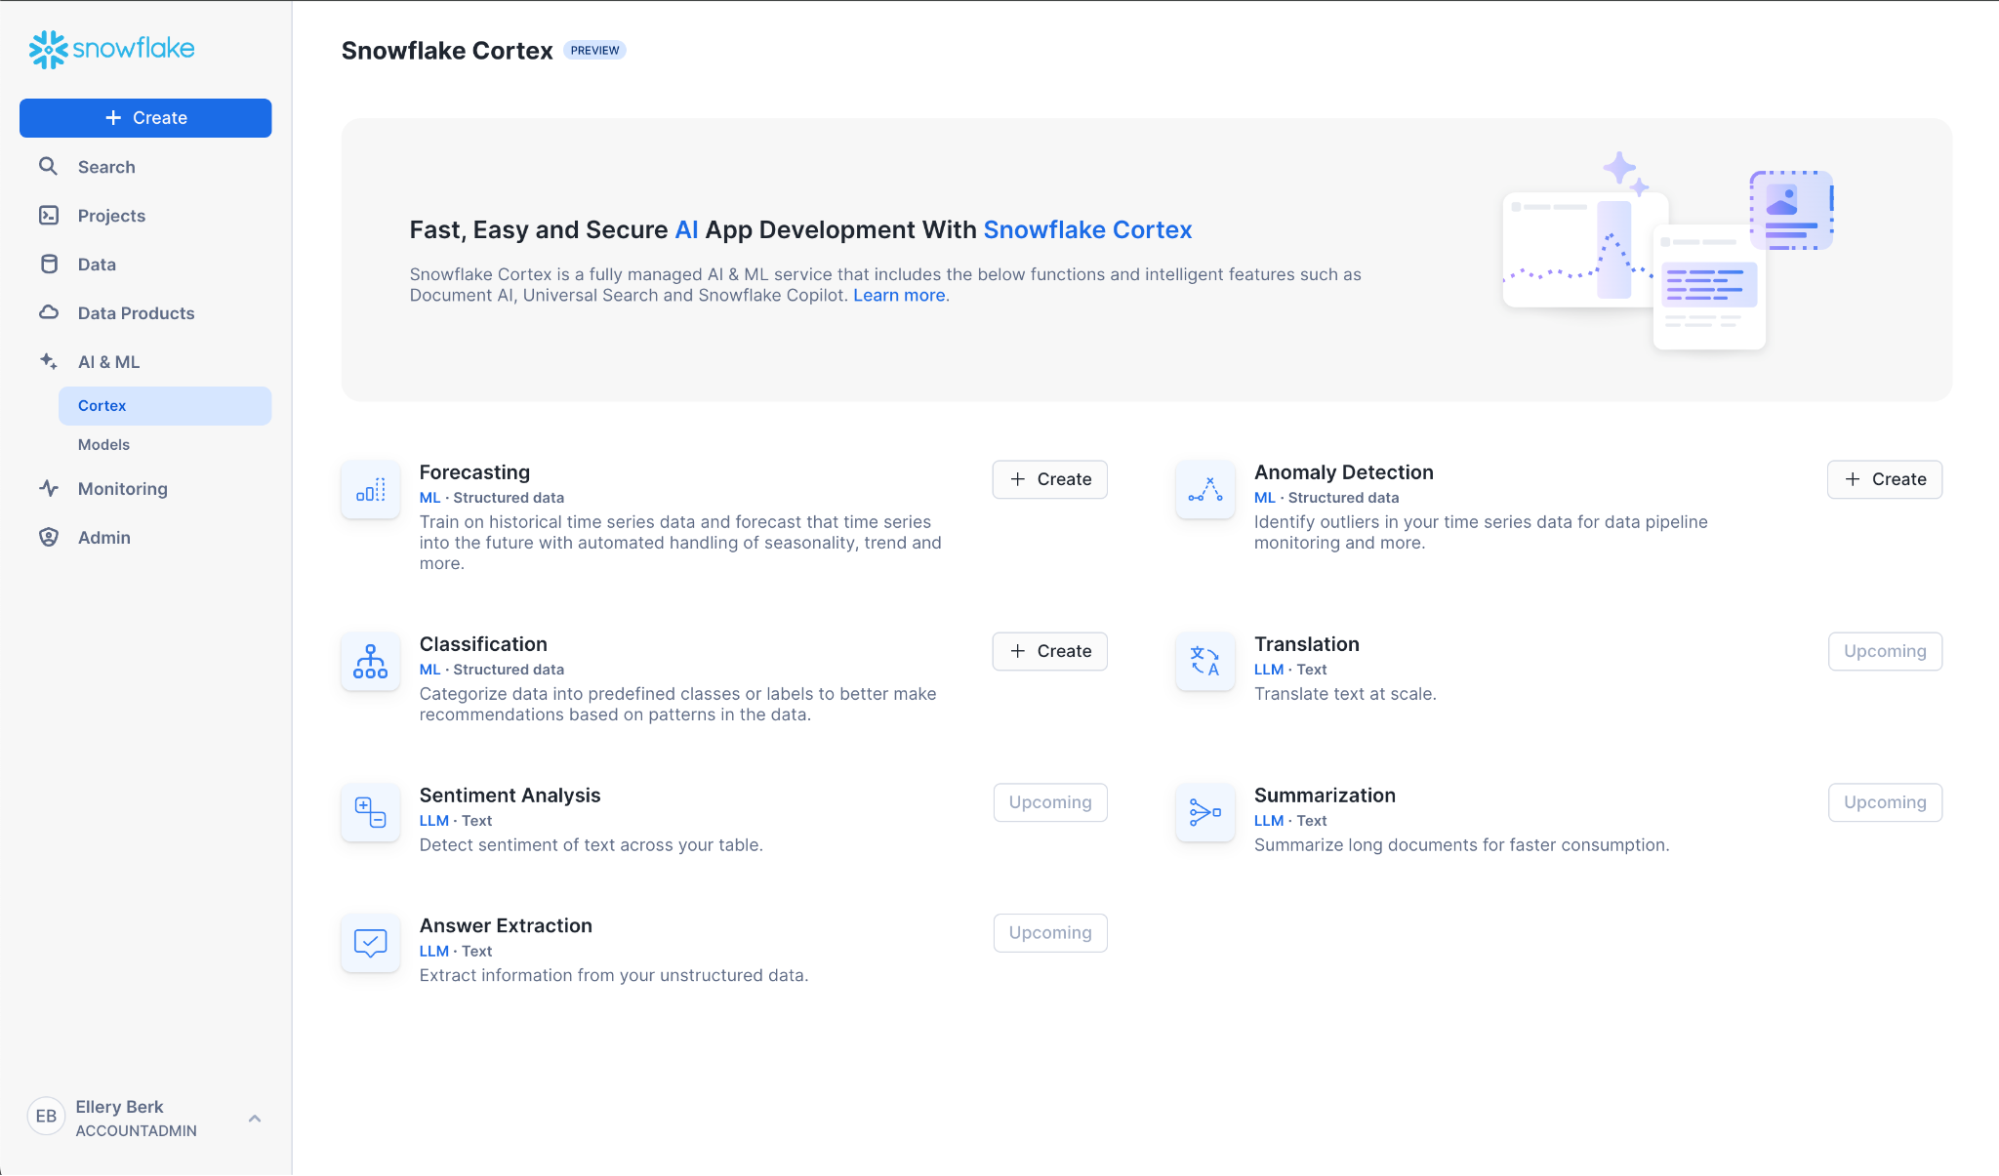 snowflake
+ Create
Search
Projects
Data
Data Products
AI & ML
Cortex
Models
Monitoring
Admin
EB
Ellery Berk
ACCOUNTADMIN
Snowflake Cortex PREVIEW
Fast, Easy and Secure AI App Development With Snowflake Cortex
Snowflake Cortex is a fully managed AI & ML service that includes the below functions and intelligent features such as
Document AI, Universal Search and Snowflake Copilot. Learn more.
Forecasting
ML · Structured data
Train on historical time series data and forecast that time series
into the future with automated handling of seasonality, trend and
more.
+ Create
Anomaly Detection
ML · Structured data
Identify outliers in your time series data for data pipeline
monitoring and more.
+ Create
Classification
ML · Structured data
Categorize data into predefined classes or labels to better make
recommendations based on patterns in the data.
+ Create
文 A
Translation
LLM · Text
Translate text at scale.
Upcoming
Sentiment Analysis
LLM · Text
Detect sentiment of text across your table.
Upcoming
Summarization
LLM · Text
Summarize long documents for faster consumption.
Upcoming
Answer Extraction
LLM · Text
Extract information from your unstructured data.
Upcoming